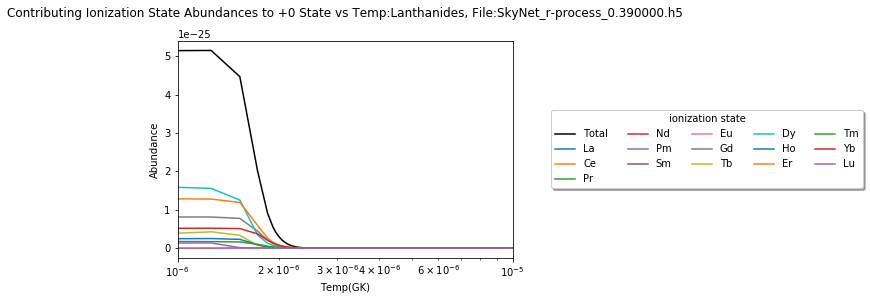 Contributing Ionization State Abundances to +0 State vs Temp:Lanthanides, File:SkyNet_r-process_0.390000.h5
1e−25
5
4
3
2
1
0
Abundance
10⁻⁶
2 × 10⁻⁶
3 × 10⁻⁶
4 × 10⁻⁶
6 × 10⁻⁶
10⁻⁵
Temp(GK)
ionization state
Total Nd Eu Dy Tm
La Pm Gd Ho Yb
Ce Sm Tb Er Lu
Pr